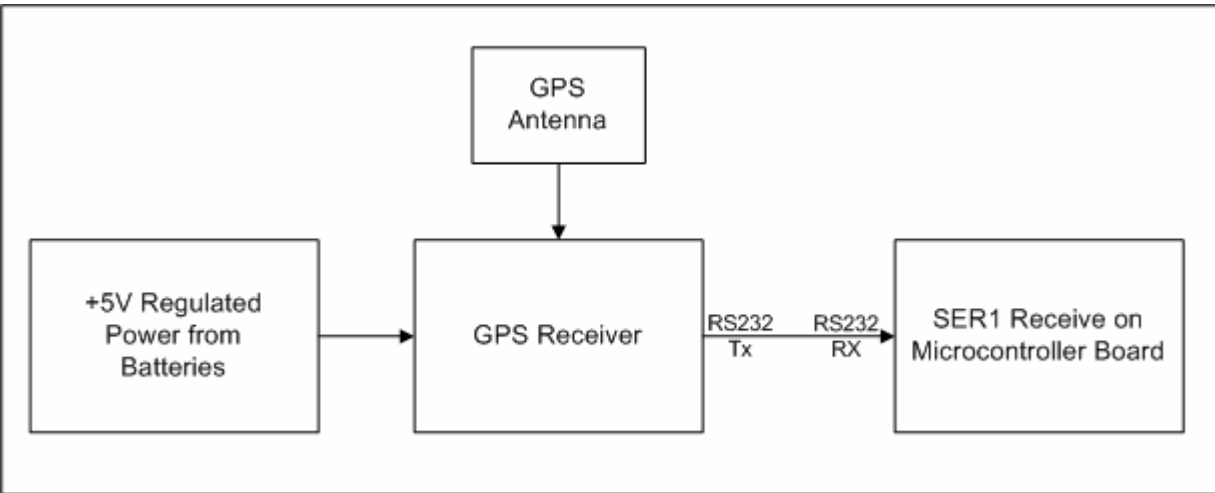 GPS
Antenna
+5V Regulated
Power from
Batteries
GPS Receiver
RS232
Tx
RS232
RX
SER1 Receive on
Microcontroller Board